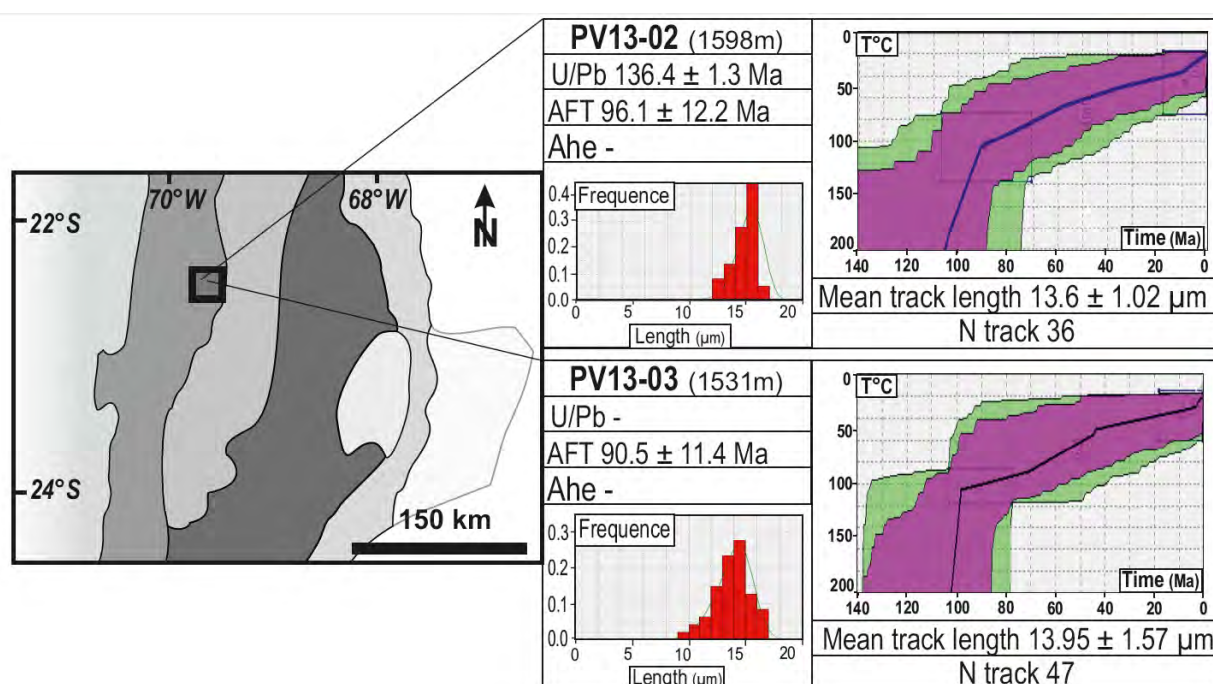 70°W
68°W
N
22°S
24°S
150 km
PV13-02 (1598m)
U/Pb 136.4 ± 1.3 Ma
AFT 96.1 ± 12.2 Ma
Ahe -
Frequence
0.4
0.3
0.2
0.1
0.0
0 5 10 15 20
Length (µm)
T°C
0
50
100
150
200
Time (Ma)
140 120 100 80 60 40 20 0
Mean track length 13.6 ± 1.02 µm
N track 36
PV13-03 (1531m)
U/Pb -
AFT 90.5 ± 11.4 Ma
Ahe -
Frequence
0.3
0.2
0.1
0.0
0 5 10 15 20
Length (µm)
T°C
0
50
100
150
200
Time (Ma)
140 120 100 80 60 40 20 0
Mean track length 13.95 ± 1.57 µm
N track 47